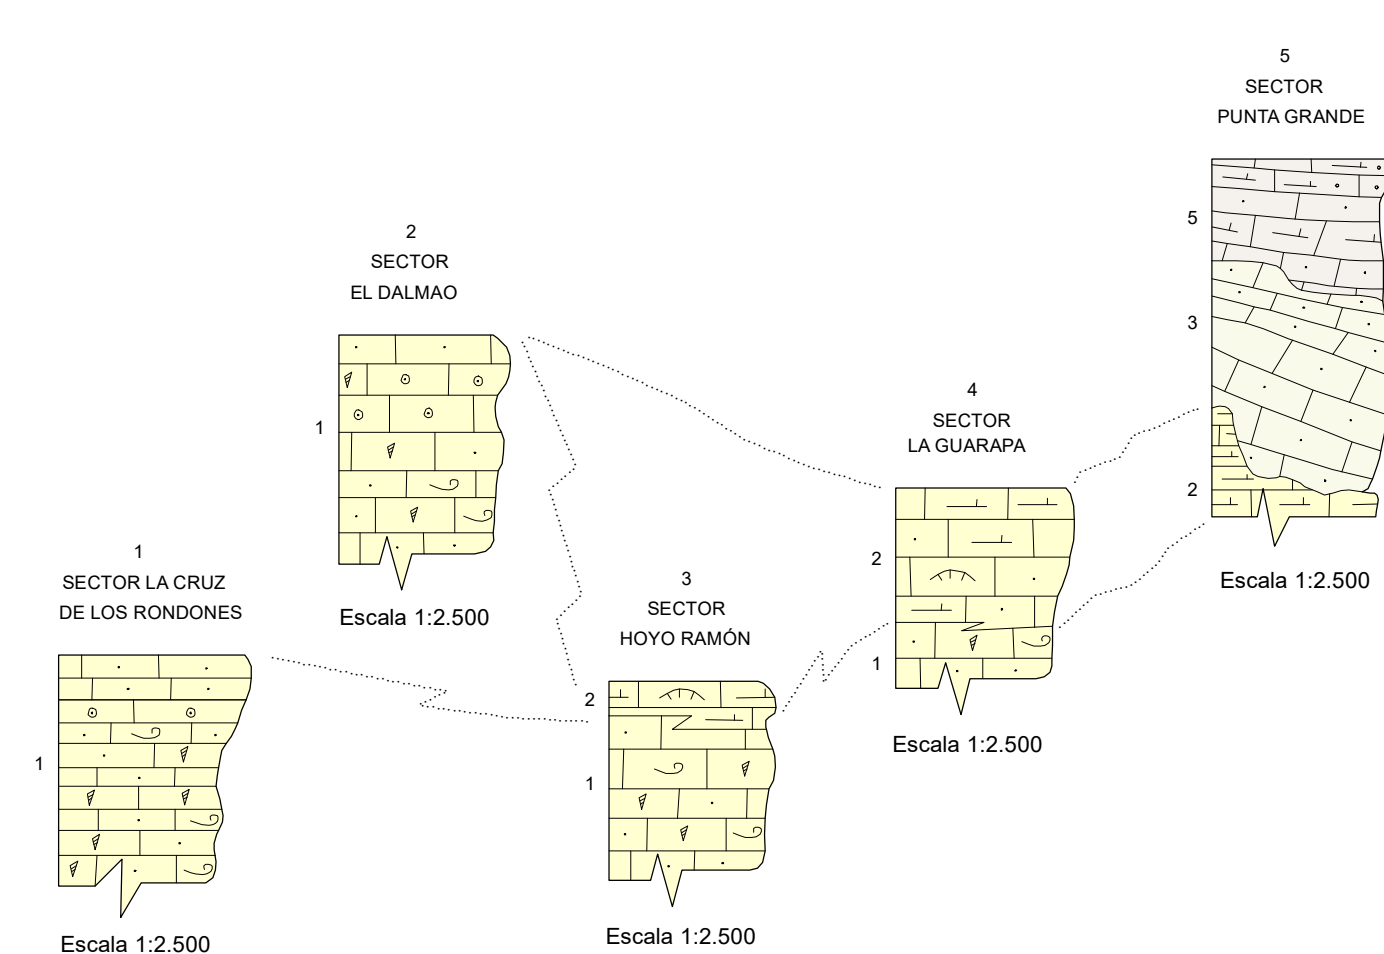 5
SECTOR
PUNTA GRANDE
5
3
2
Escala 1:2.500
2
SECTOR
EL DALMAO
1
Escala 1:2.500
4
SECTOR
LA GUARAPA
2
1
Escala 1:2.500
1
SECTOR LA CRUZ
DE LOS RONDONES
1
Escala 1:2.500
3
SECTOR
HOYO RAMÓN
2
1
Escala 1:2.500